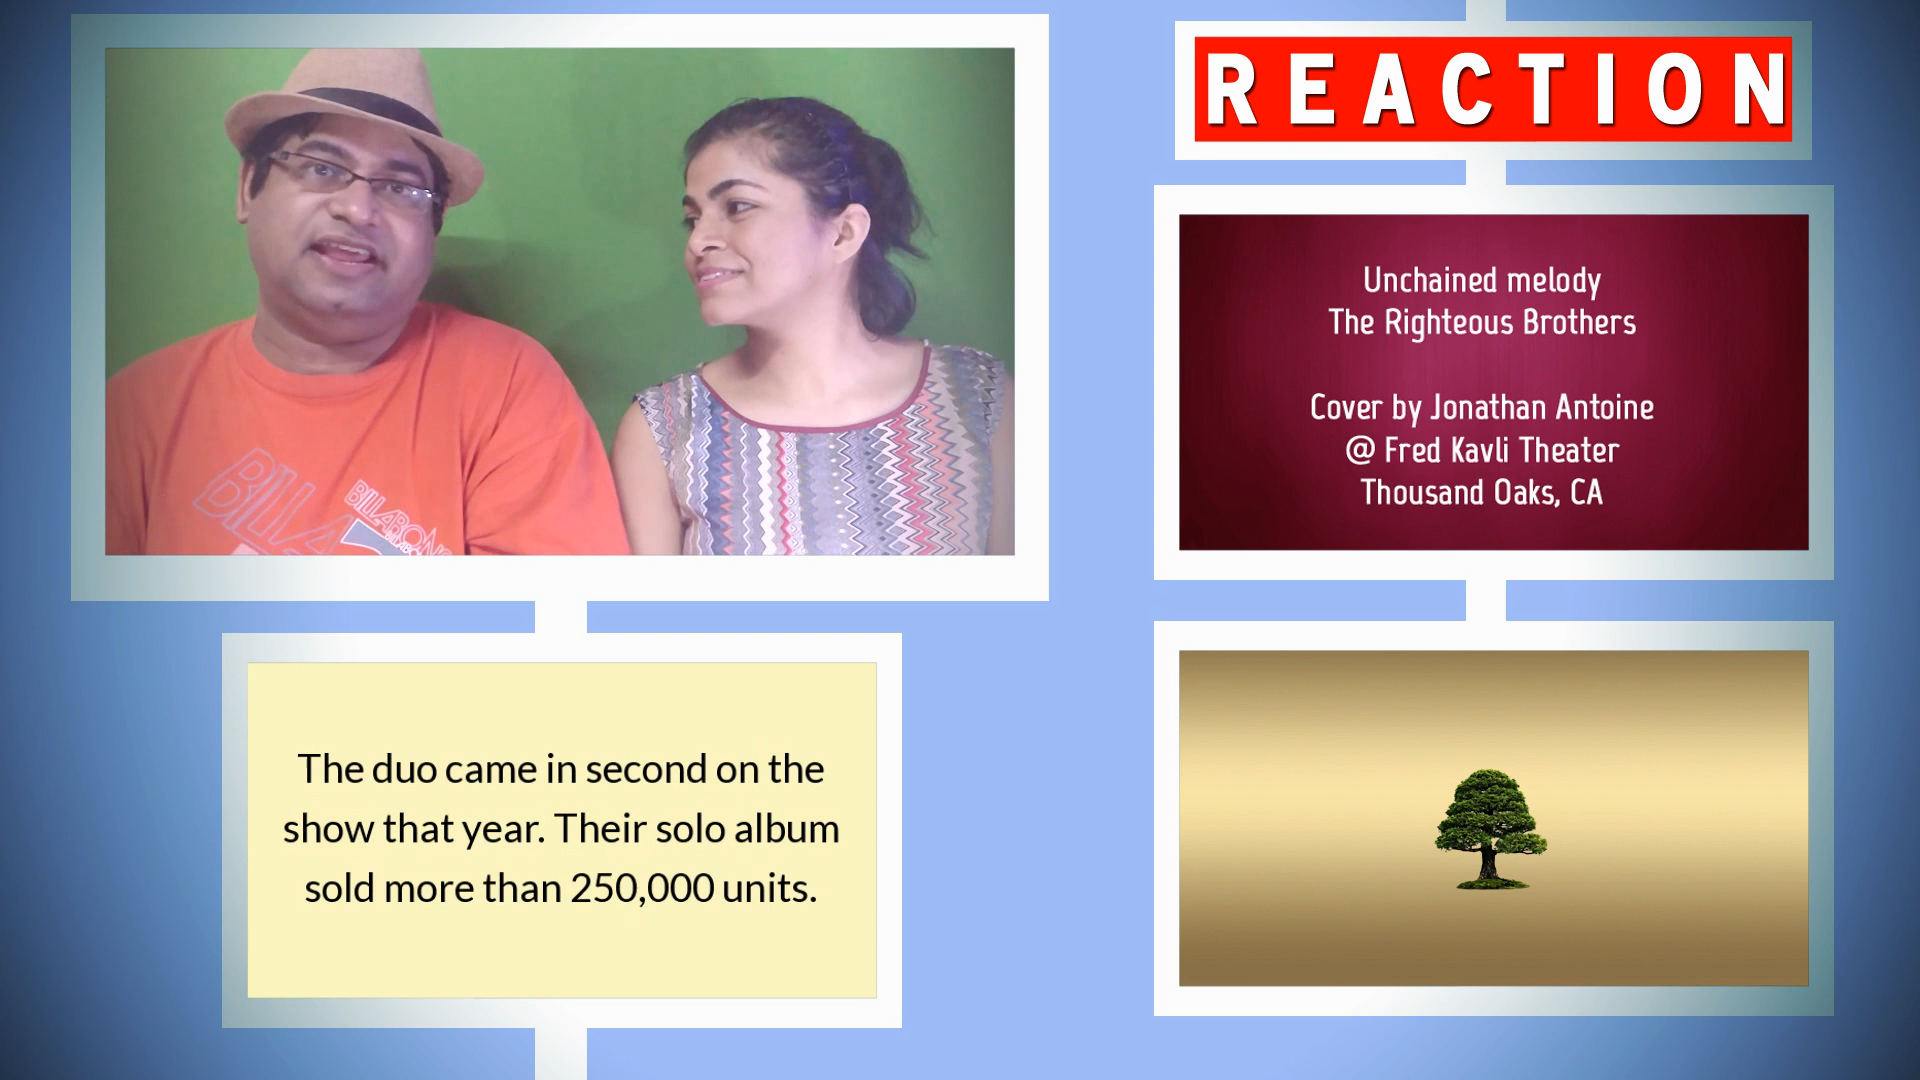 REACTION
Unchained melody
The Righteous Brothers
Cover by Jonathan Antoine
@ Fred Kavli Theater
Thousand Oaks, CA
BILLABONG
The duo came in second on the
show that year. Their solo album
sold more than 250,000 units.